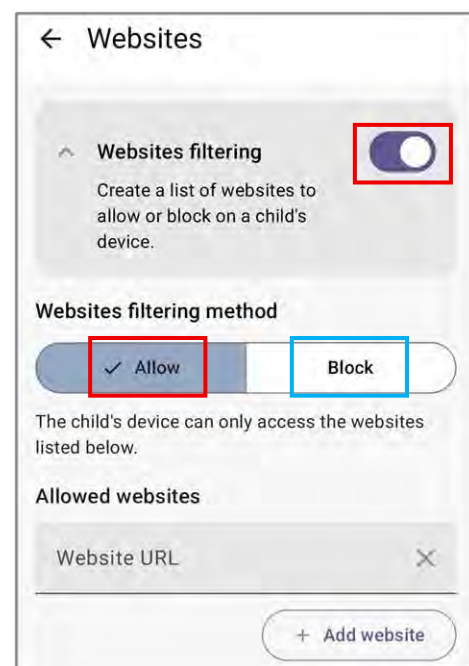 Websites
Websites filtering
Create a list of websites to
allow or block on a child's
device.
Websites filtering method
Allow
Block
The child's device can only access the websites
listed below.
Allowed websites
Website URL
+ Add website